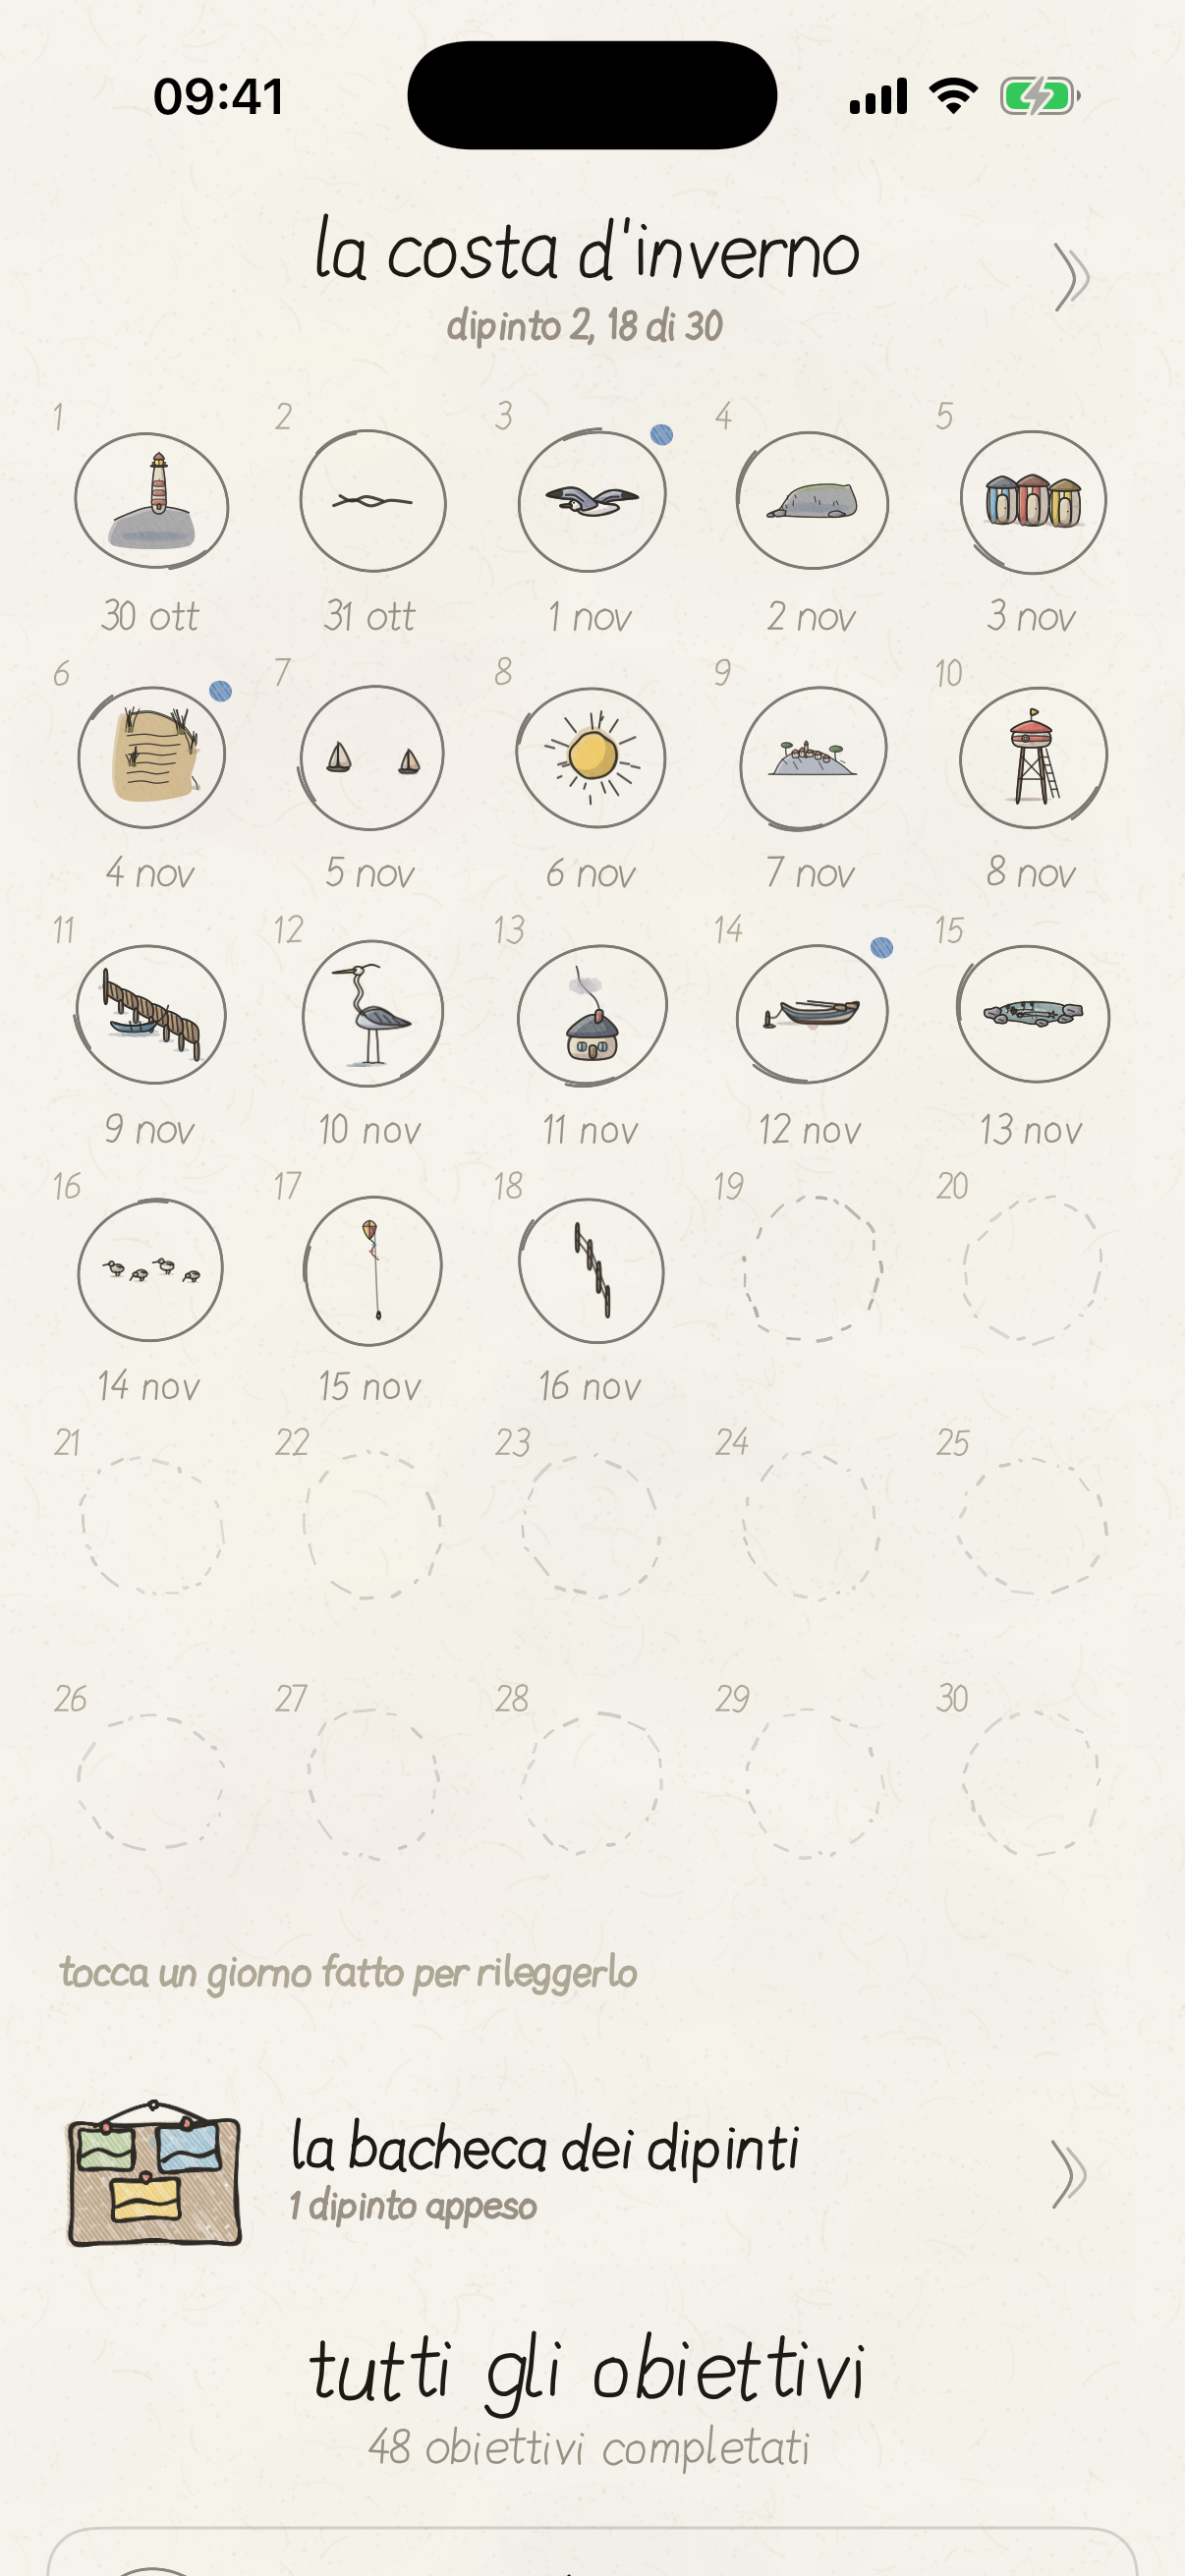 09:41
la costa d'inverno
dipinto 2, 18 di 30
1 2 3 4 5
30 ott 31 ott 1 nov 2 nov 3 nov
6 7 8 9 10
4 nov 5 nov 6 nov 7 nov 8 nov
11 12 13 14 15
9 nov 10 nov 11 nov 12 nov 13 nov
16 17 18 19 20
14 nov 15 nov 16 nov
21 22 23 24 25
26 27 28 29 30
tocca un giorno fatto per rileggerlo
la bacheca dei dipinti
1 dipinto appeso
tutti gli obiettivi
48 obiettivi completati